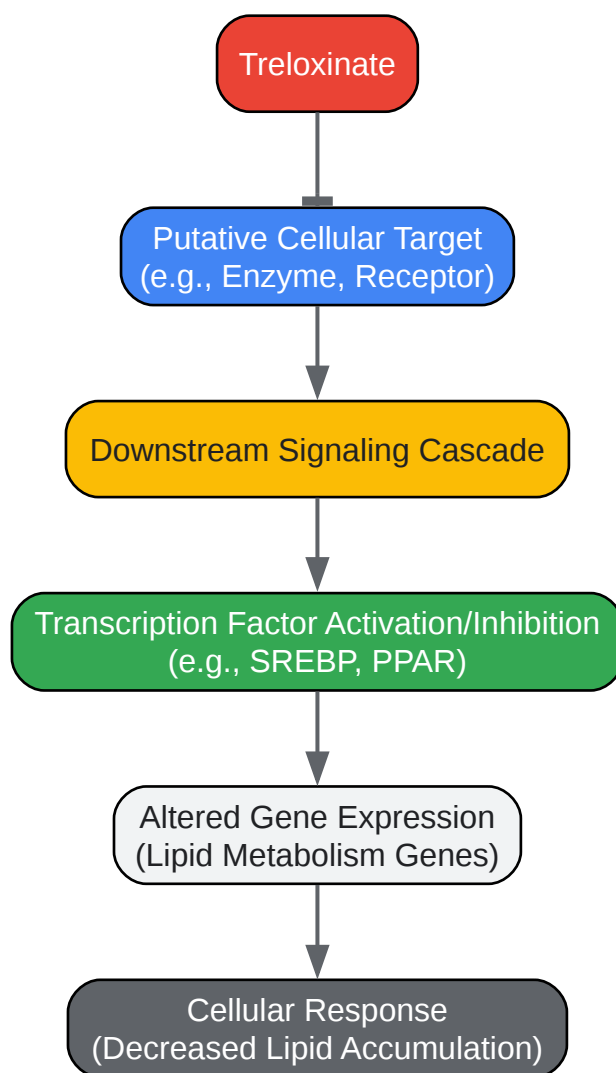 Treloxinate
Putative Cellular Target
(e.g., Enzyme, Receptor)
Downstream Signaling Cascade
Transcription Factor Activation/Inhibition
(e.g., SREBP, PPAR)
Altered Gene Expression
(Lipid Metabolism Genes)
Cellular Response
(Decreased Lipid Accumulation)